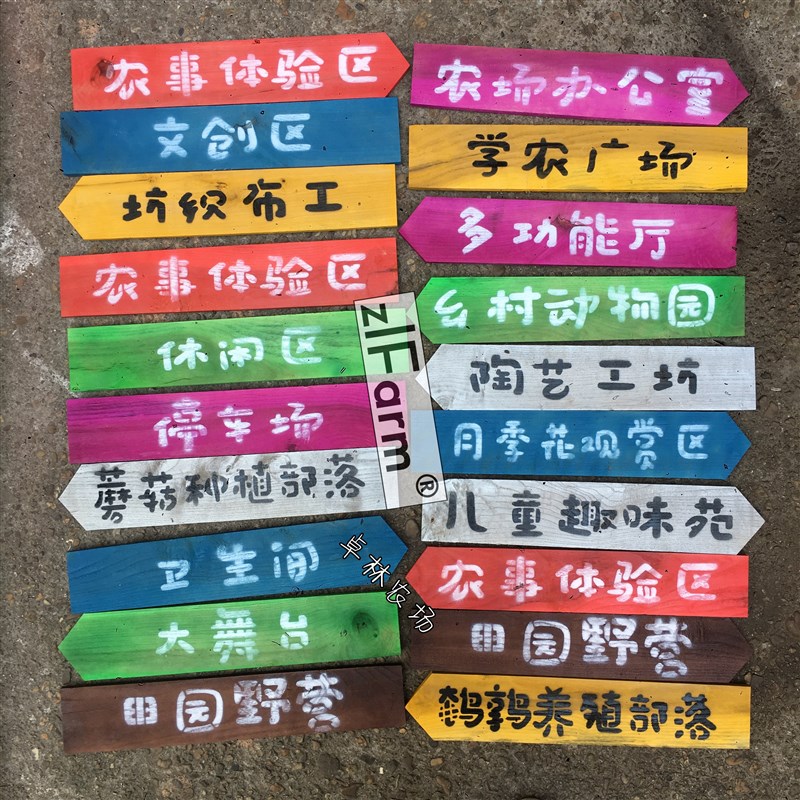 农事体验区
文创区
坊织布工
农事体验区
休闲区
停车场
蘑菇种植部落
卫生间
大舞台
田园野营
农场办公室
学农广场
多功能厅
乡村动物园
陶艺工坊
月季花观赏区
儿童趣味苑
农事体验区
田园野营
鹌鹑养殖部落
zlFarm®
卓林农场